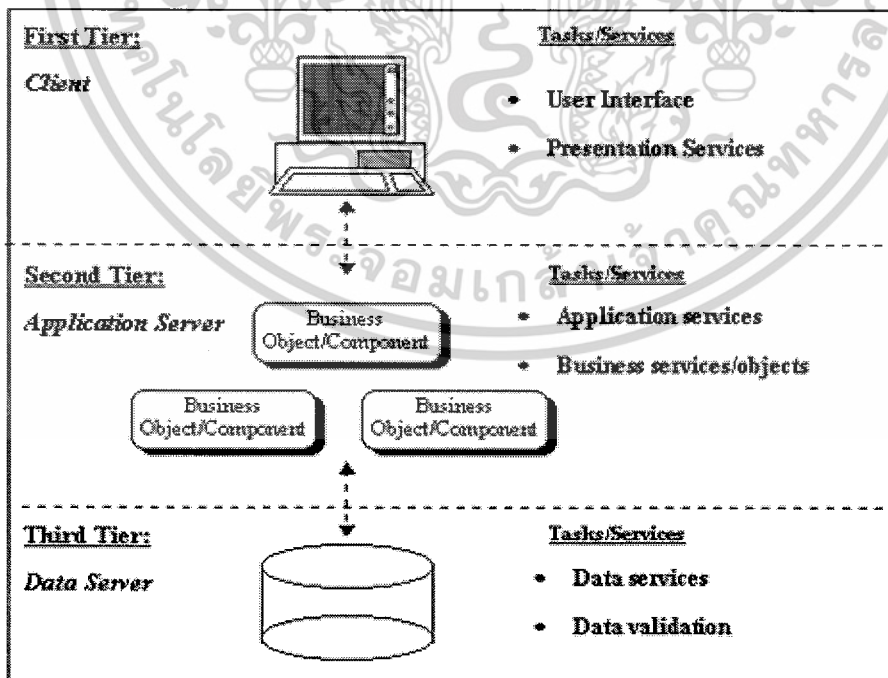 First Tier:
Client
Tasks/Services
• User Interface
• Presentation Services
Second Tier:
Application Server
Business
Object/Component
Business
Object/Component
Business
Object/Component
Tasks/Services
• Application services
• Business services/objects
Third Tier:
Data Server
Tasks/Services
• Data services
• Data validation